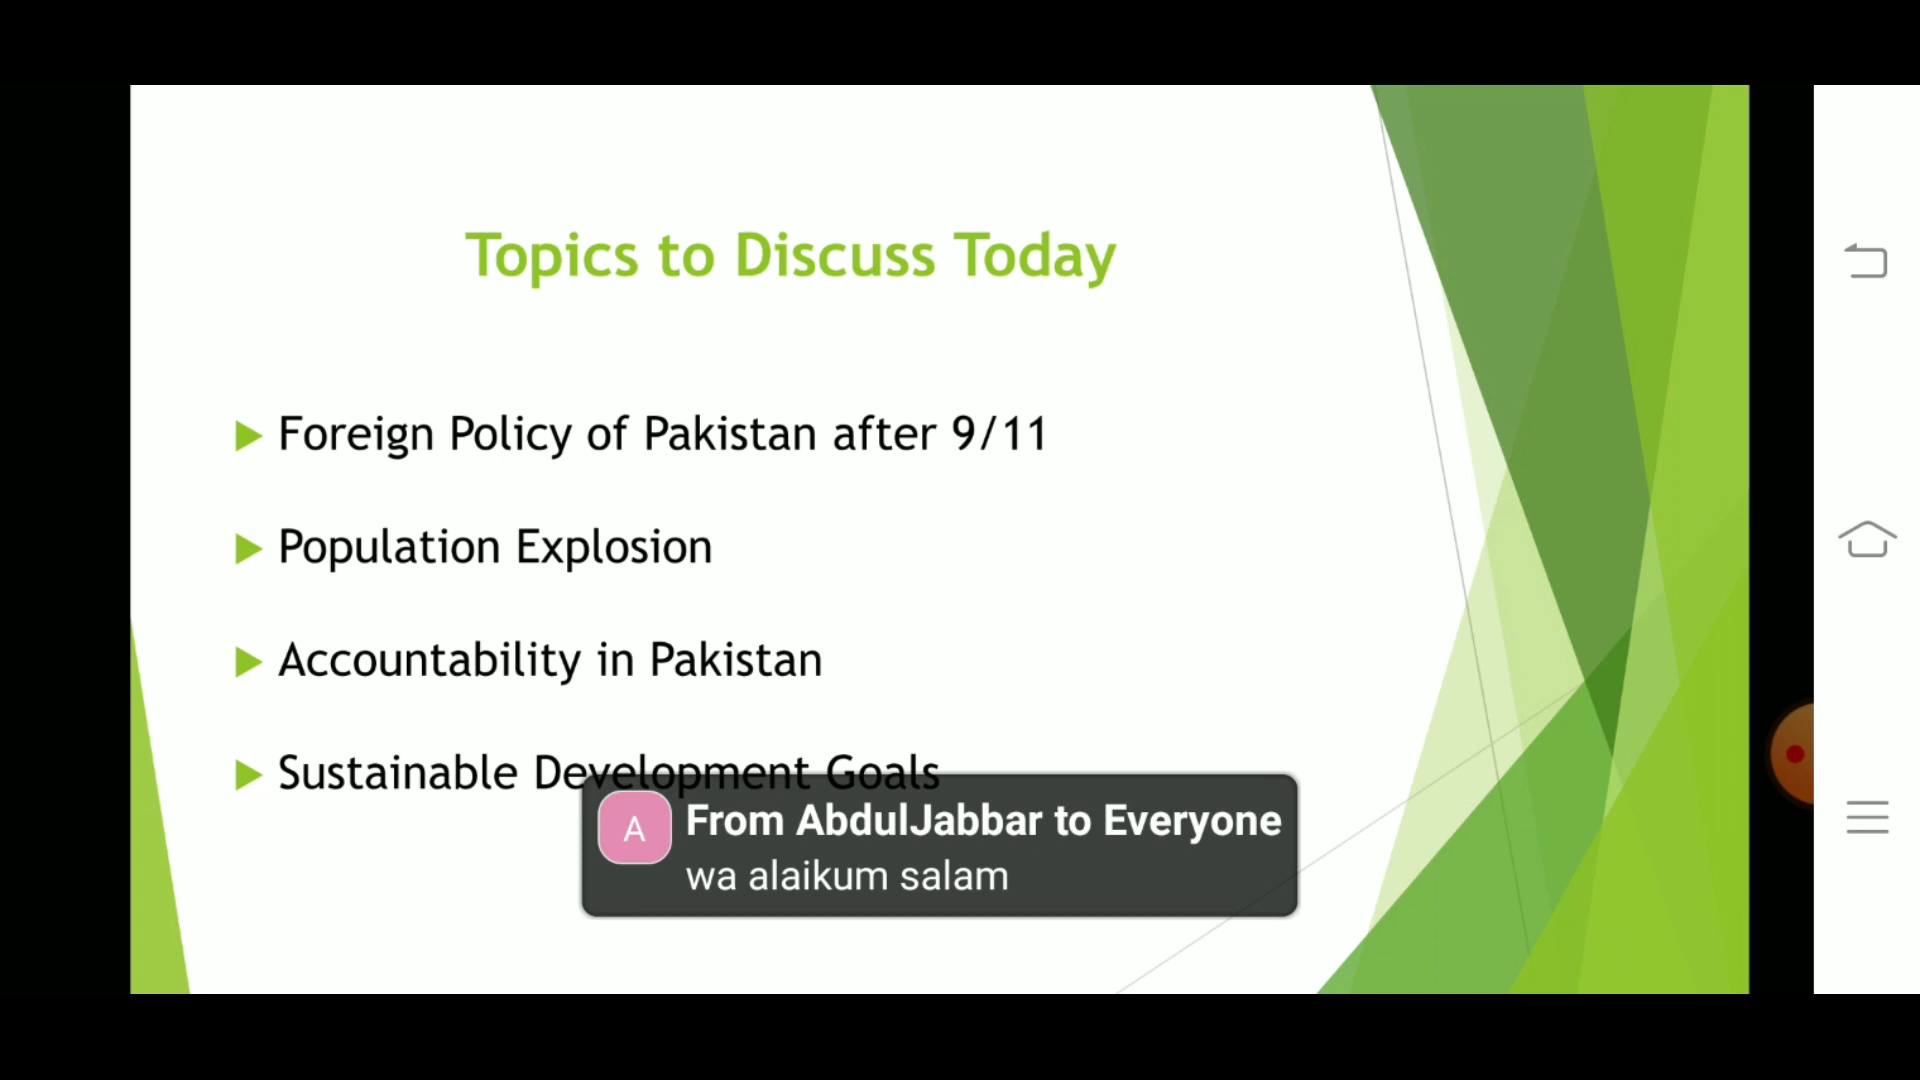 Topics to Discuss Today
Foreign Policy of Pakistan after 9/11
Population Explosion
Accountability in Pakistan
Sustainable Development Goals
A
From AbdulJabbar to Everyone
wa alaikum salam